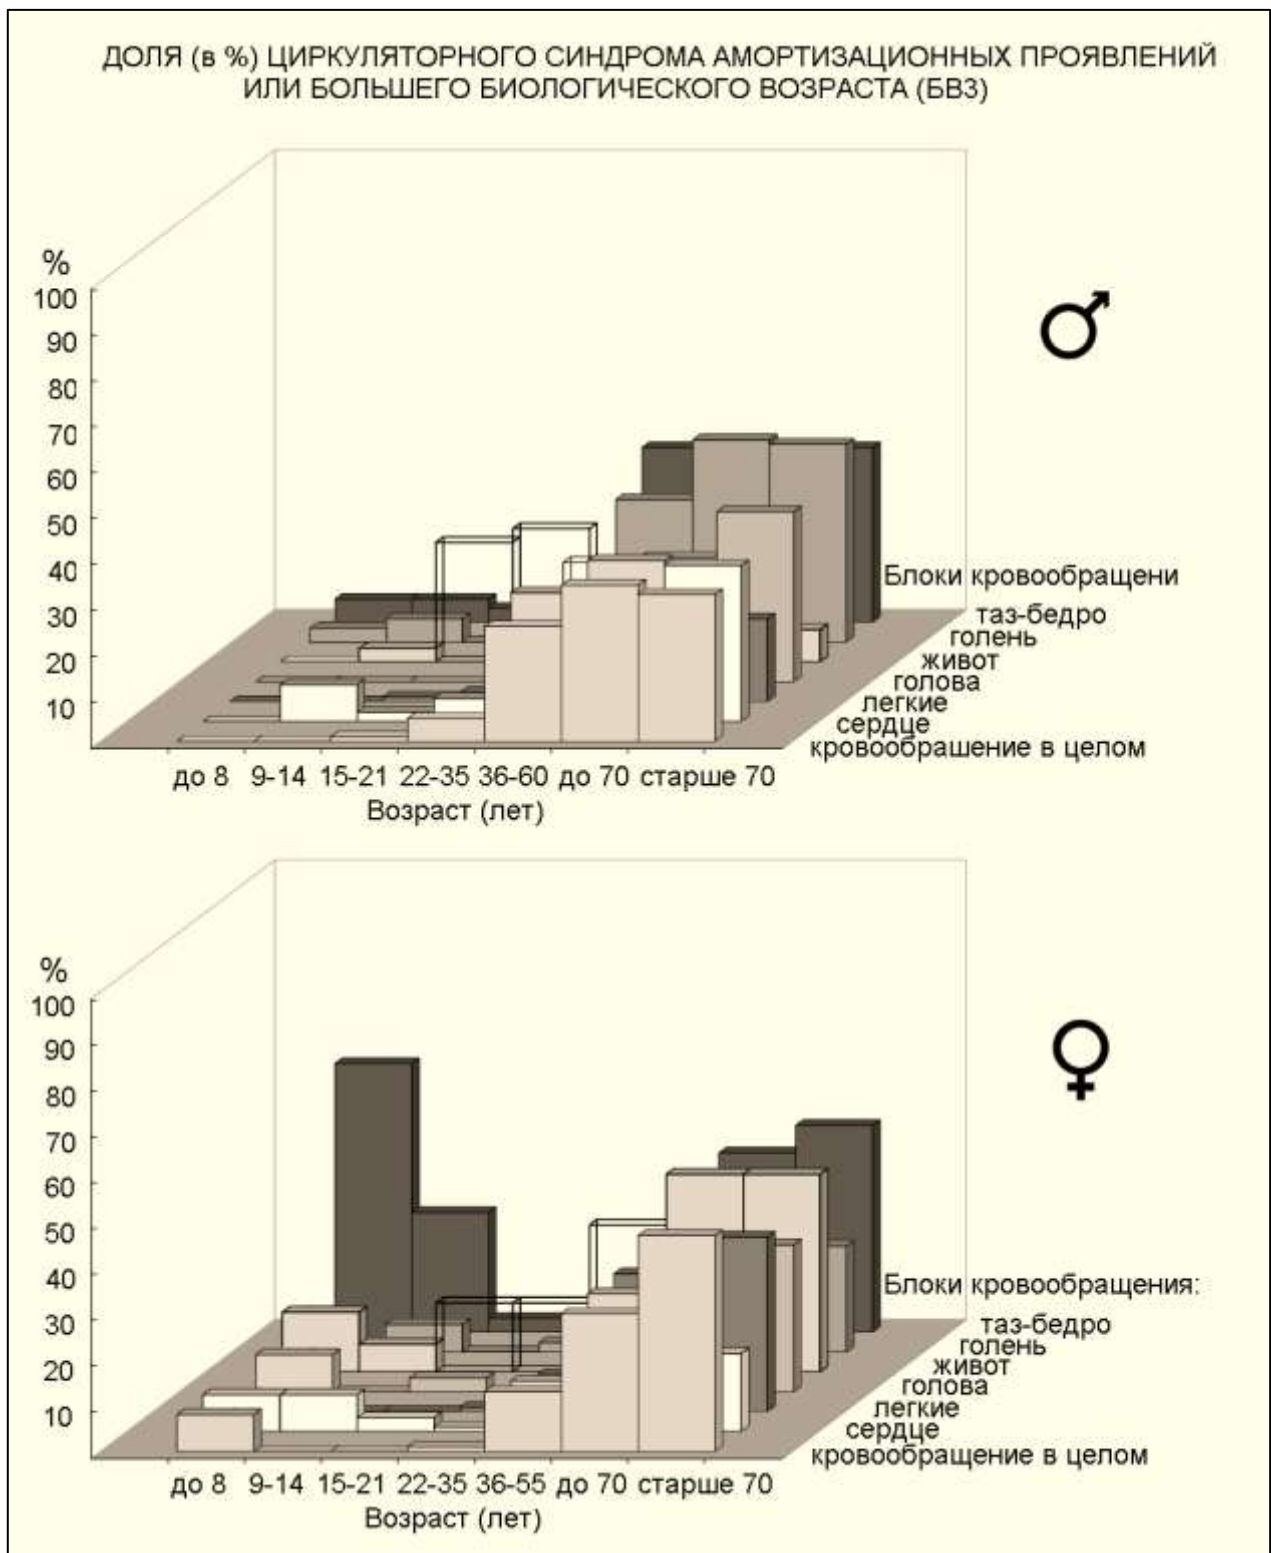 ДОЛЯ (в %) ЦИРКУЛЯТОРНОГО СИНДРОМА АМОРТИЗАЦИОННЫХ ПРОЯВЛЕНИЙ
ИЛИ БОЛЬШЕГО БИОЛОГИЧЕСКОГО ВОЗРАСТА (БВЗ)
%
100
90
80
70
60
50
40
30
20
10
Блоки кровообращени
таз-бедро
голень
живот
голова
легкие
сердце
кровообрашение в целом
до 8 9-14 15-21 22-35 36-60 до 70 старше 70
Возраст (лет)
%
100
90
80
70
60
50
40
30
20
10
Блоки кровообращения:
таз-бедро
голень
живот
голова
легкие
сердце
кровообращение в целом
до 8 9-14 15-21 22-35 36-55 до 70 старше 70
Возраст (лет)